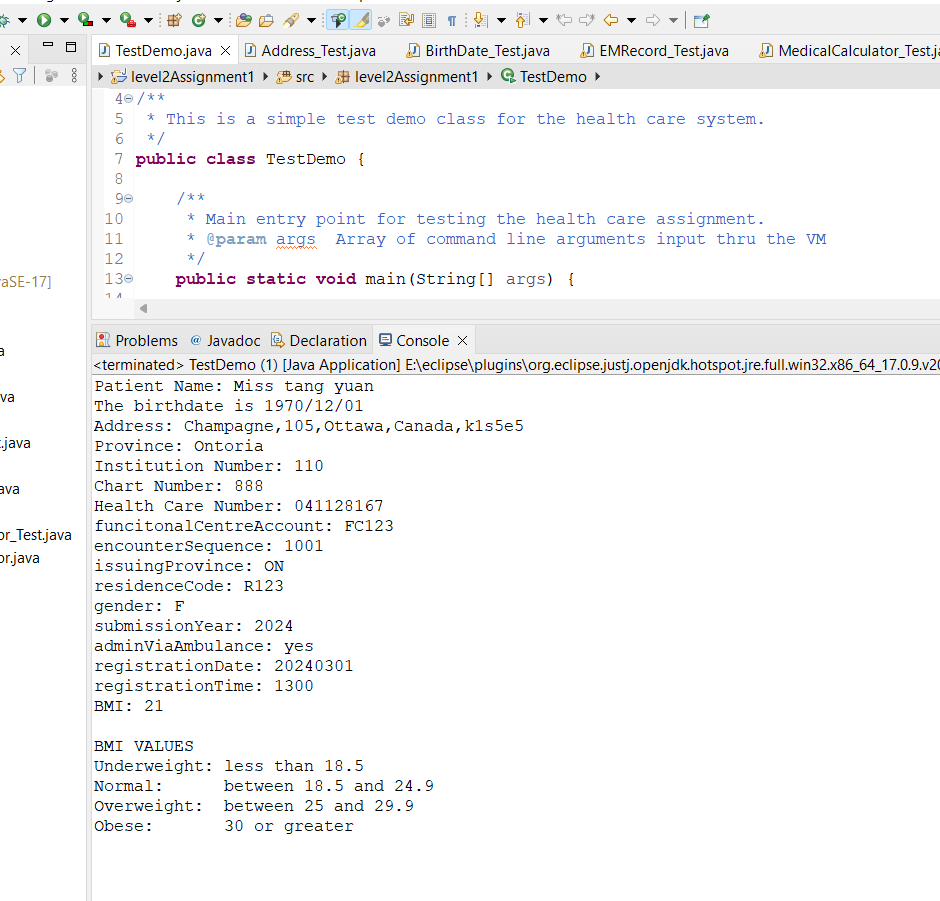 TestDemo.java
Address_Test.java
BirthDate_Test.java
EMRecord_Test.java
MedicalCalculator_Test.j
level2Assignment1
src
level2Assignment1
TestDemo
4 /**
5 * This is a simple test demo class for the health care system.
6 */
7 public class TestDemo {
8
9 /**
10 * Main entry point for testing the health care assignment.
11 * @param args Array of command line arguments input thru the VM
12 */
13 public static void main(String[] args) {
14
aSE-17]
a
va
.java
ava
or_Test.java
or.java
Problems
@ Javadoc
Declaration
Console
<terminated> TestDemo (1) [Java Application] E:\eclipse\plugins\org.eclipse.justj.openjdk.hotspot.jre.full.win32.x86_64_17.0.9.v20
Patient Name: Miss tang yuan
The birthdate is 1970/12/01
Address: Champagne,105,Ottawa,Canada,k1s5e5
Province: Ontoria
Institution Number: 110
Chart Number: 888
Health Care Number: 041128167
funcitonalCentreAccount: FC123
encounterSequence: 1001
issuingProvince: ON
residenceCode: R123
gender: F
submissionYear: 2024
adminViaAmbulance: yes
registrationDate: 20240301
registrationTime: 1300
BMI: 21
BMI VALUES
Underweight: less than 18.5
Normal: between 18.5 and 24.9
Overweight: between 25 and 29.9
Obese: 30 or greater